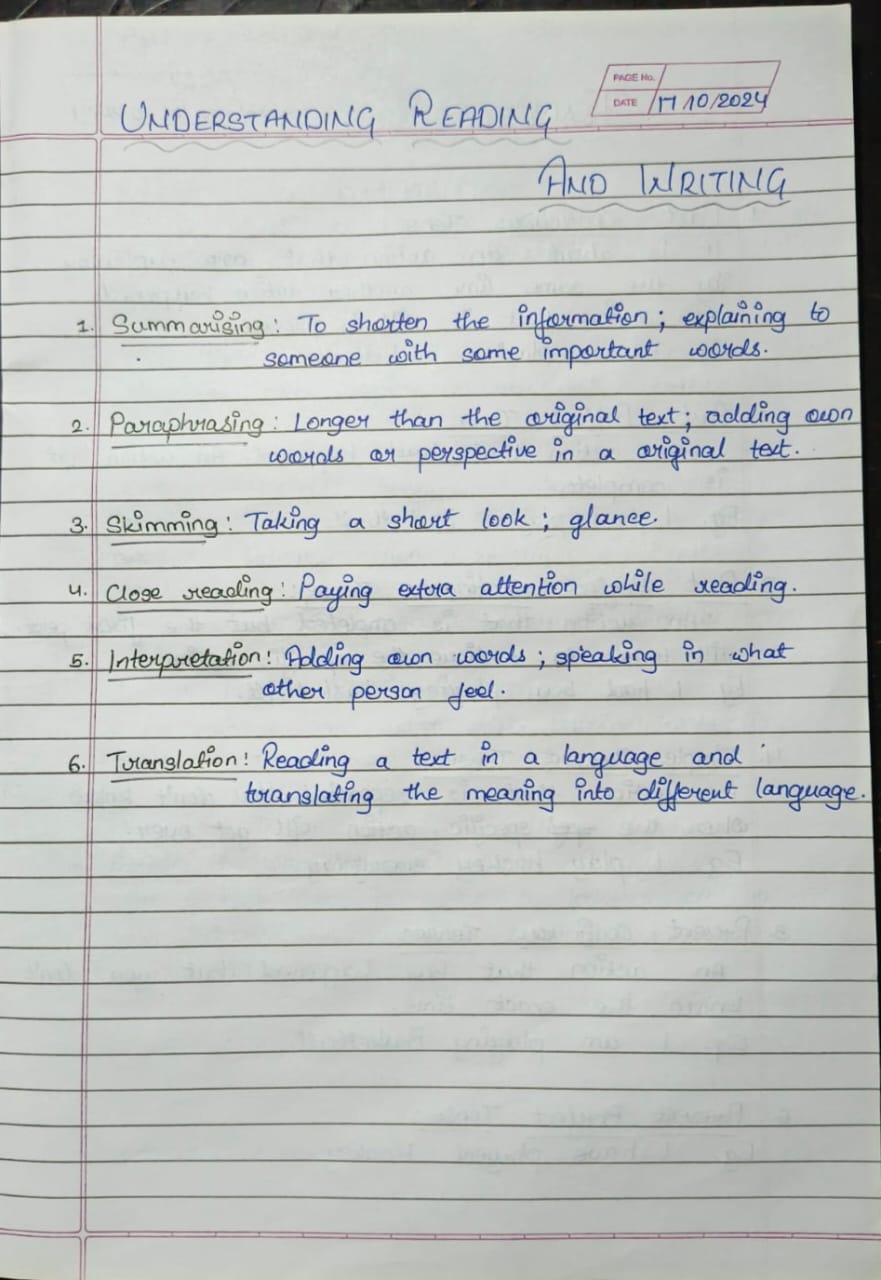 PAGE No.
DATE 17/10/2024
UNDERSTANDING READING
AND WRITING
1. Summarising: To shorten the information; explaining to
someone with some important words.
2. Paraphrasing: Longer than the original text; adding own
words or perspective in a original text.
3. Skimming: Taking a short look; glance.
4. Close reading: Paying extra attention while reading.
5. Interpretation: Adding own words; speaking in what
other person feel.
6. Translation: Reading a text in a language and
translating the meaning into different language.